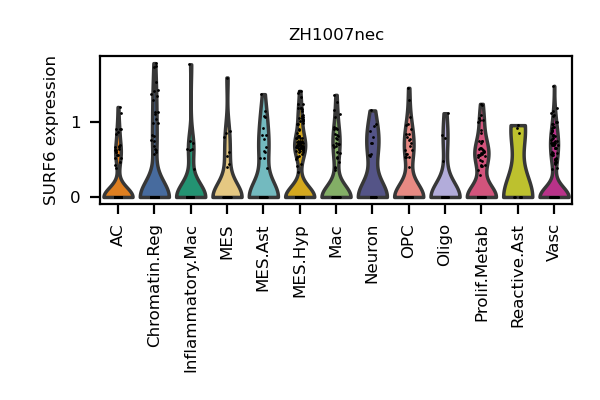 ZH1007nec
SURF6 expression
1
0
AC
Chromatin.Reg
Inflammatory.Mac
MES
MES.Ast
MES.Hyp
Mac
Neuron
OPC
Oligo
Prolif.Metab
Reactive.Ast
Vasc